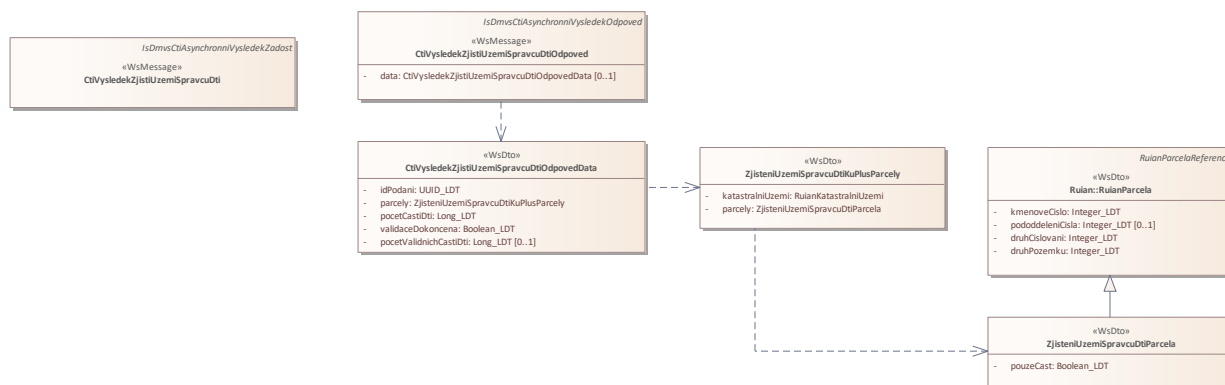 IsDmvsCtiAsynchronniVysledekZadost
«WsMessage»
CtiVysledekZjistiUzemiSpravcuDti
IsDmvsCtiAsynchronniVysledekOdpoved
«WsMessage»
CtiVysledekZjistiUzemiSpravcuDtiOdpoved
- data: CtiVysledekZjistiUzemiSpravcuDtiOdpovedData [0..1]
«WsDto»
CtiVysledekZjistiUzemiSpravcuDtiOdpovedData
- idPodani: UUID_LDT
- parcely: ZjisteniUzemiSpravcuDtiKuPlusParcely
- pocetCastiDti: Long_LDT
- validaceDokoncena: Boolean_LDT
- pocetValidnichCastiDti: Long_LDT [0..1]
«WsDto»
ZjisteniUzemiSpravcuDtiKuPlusParcely
- katastralniUzemi: RuianKatastralniUzemi
- parcely: ZjisteniUzemiSpravcuDtiParcela
RuianParcelaReferenc
«WsDto»
Ruian::RuianParcela
- kmenoveCislo: Integer_LDT
- pododdeleniCisla: Integer_LDT [0..1]
- druhCislovani: Integer_LDT
- druhPozemku: Integer_LDT
«WsDto»
ZjisteniUzemiSpravcuDtiParcela
- pouzeCast: Boolean_LDT